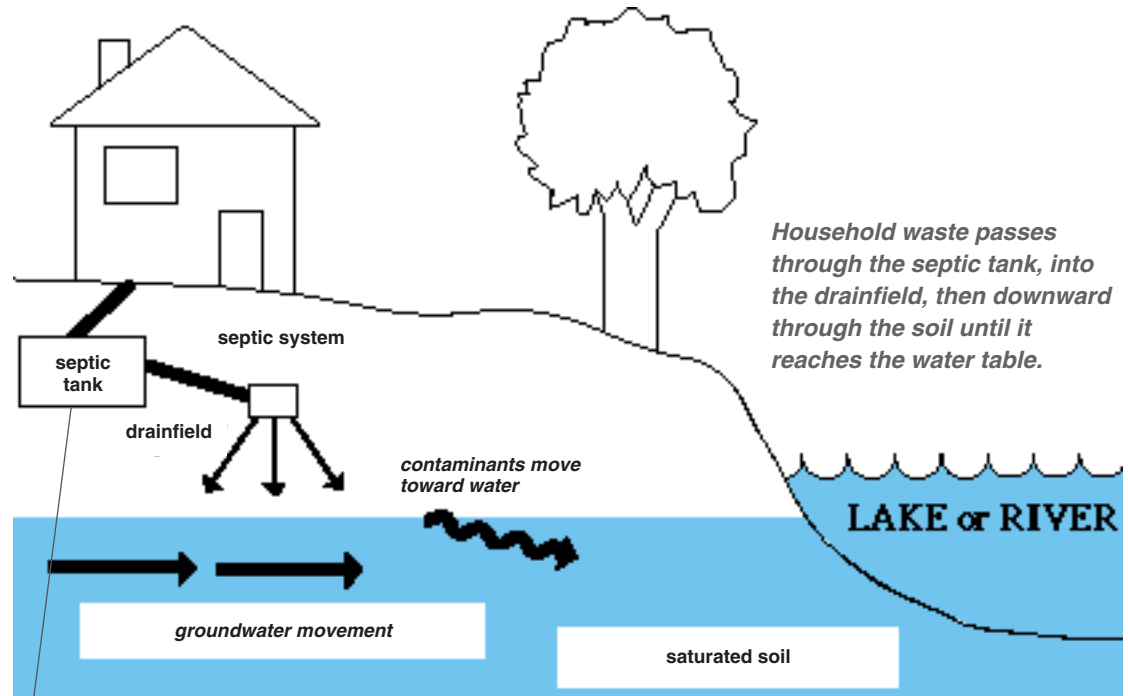 Household waste passes
through the septic tank, into
the drainfield, then downward
through the soil until it
reaches the water table.
septic system
septic
tank
drainfield
contaminants move
toward water
LAKE or RIVER
groundwater movement
saturated soil